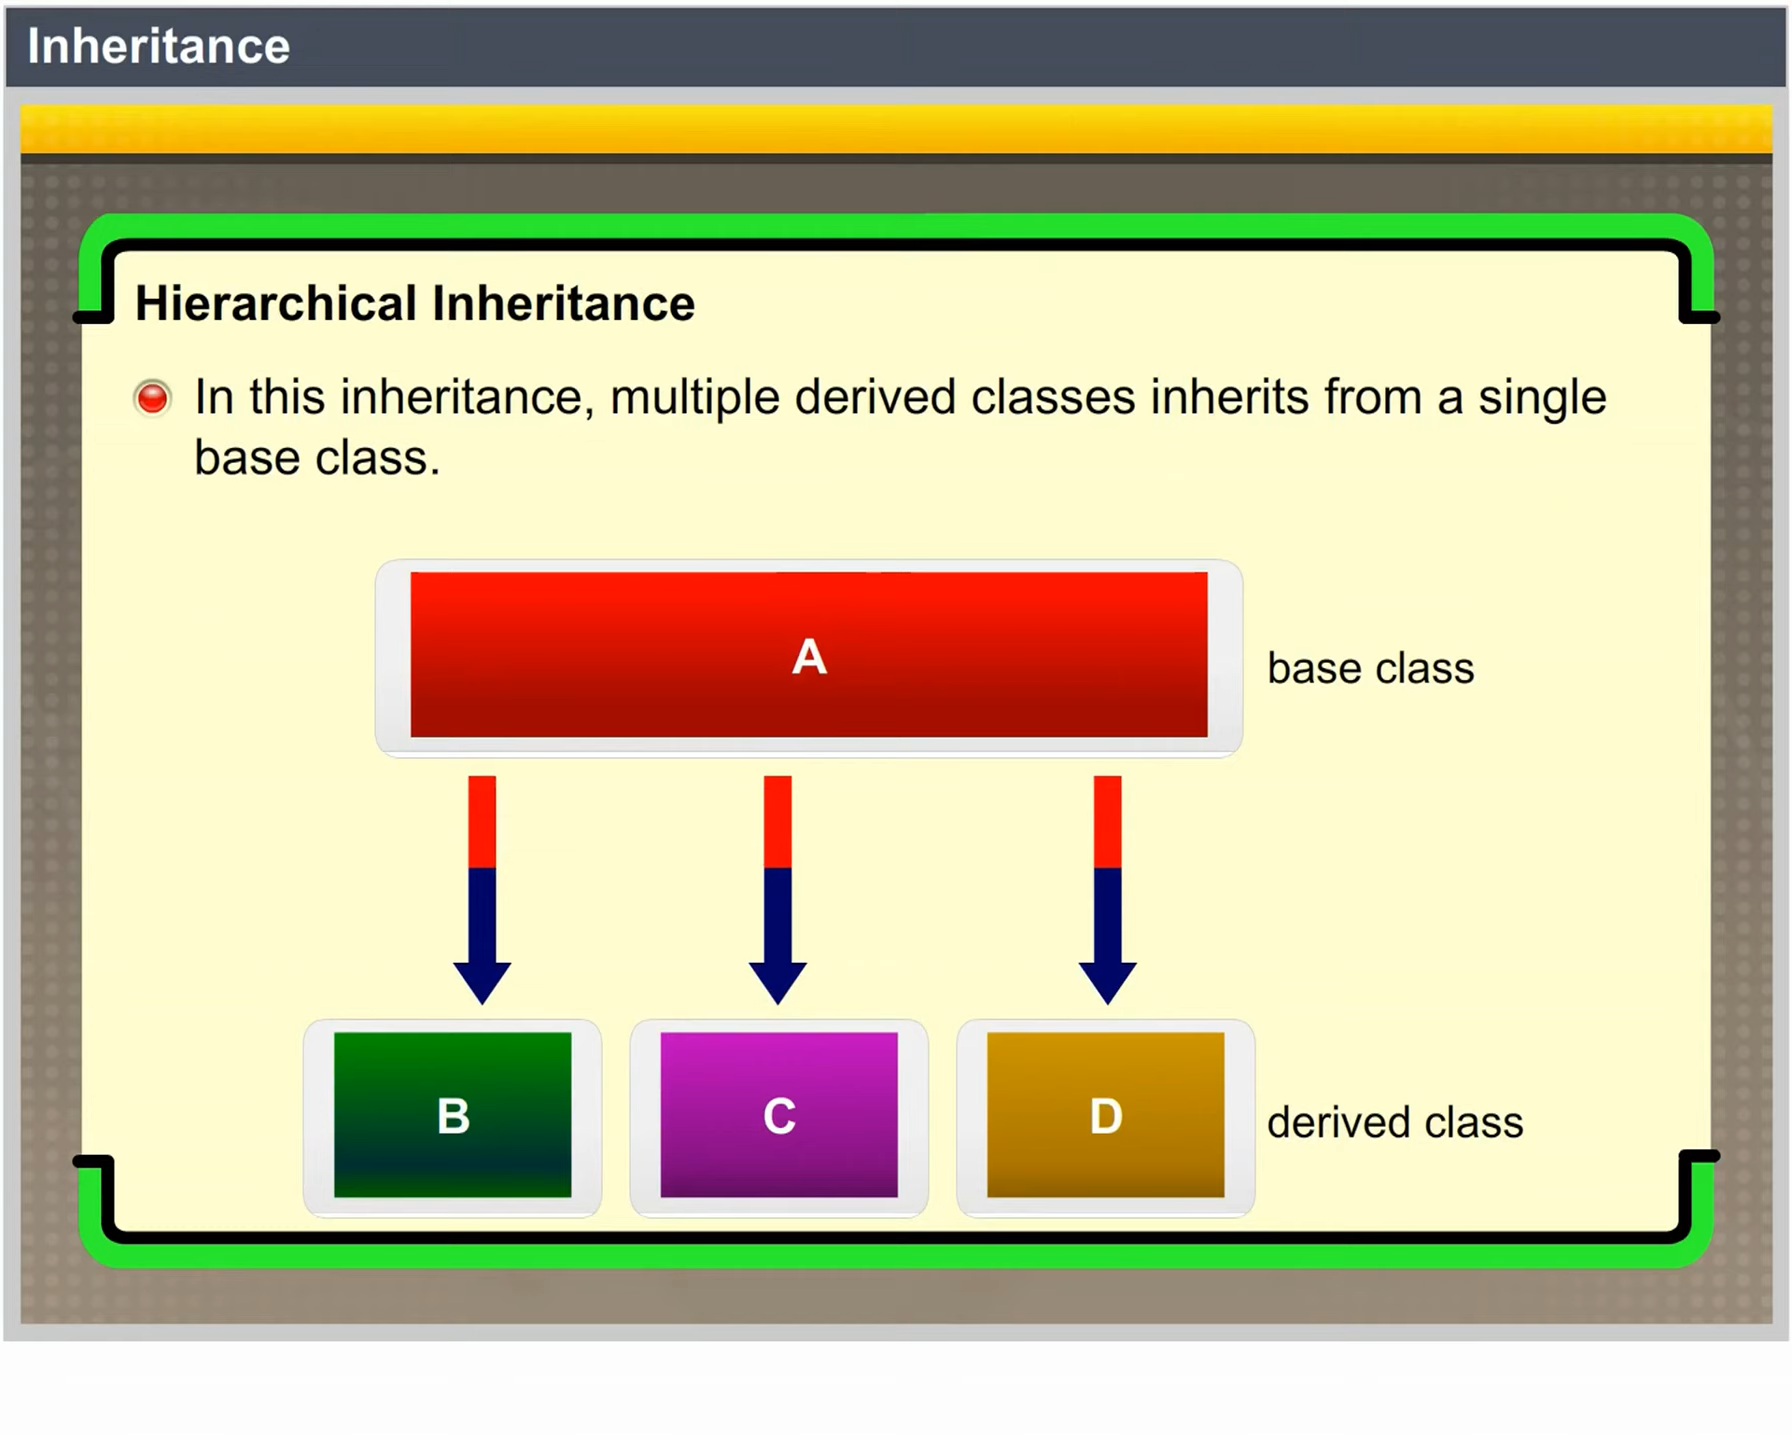 Inheritance
Hierarchical Inheritance
In this inheritance, multiple derived classes inherits from a single
base class.
A
base class
B
C
D
derived class